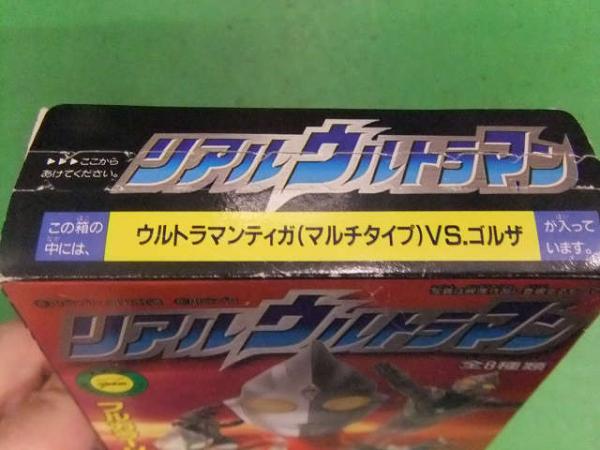 ▶▶▶ここから
あけてください。
リアルウルトラマン
この箱の
中には、
ウルトラマンティガ(マルチタイプ)VS.ゴルザ
が入って
います。
リアルウルトラマン
全8種類